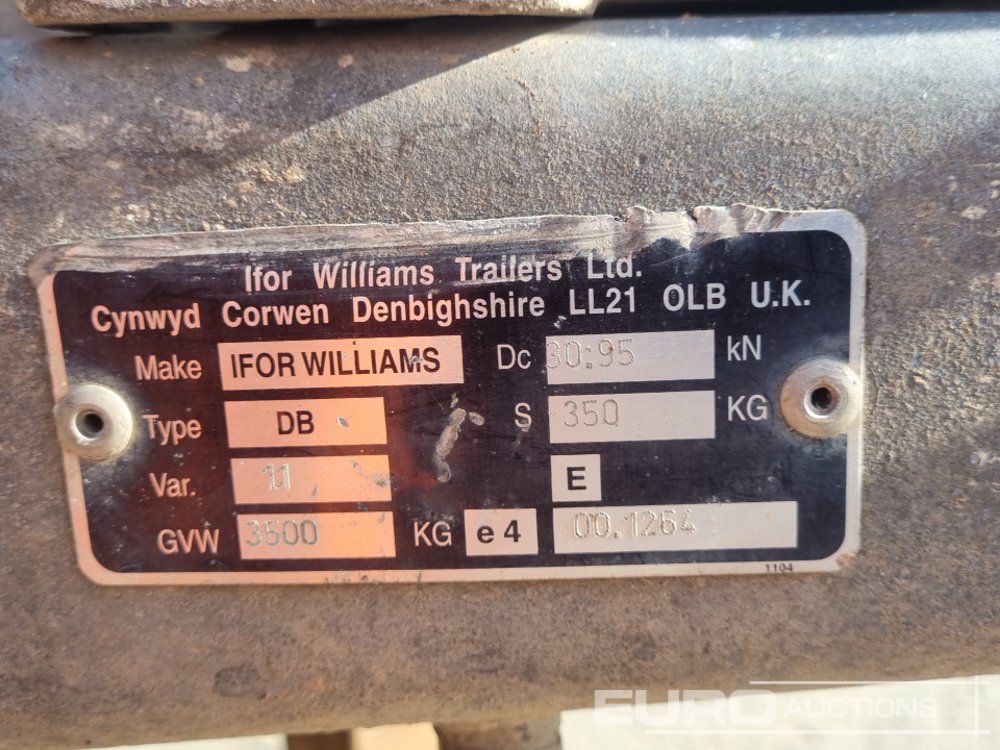 Ifor Williams Trailers Ltd.
Cynwyd Corwen Denbighshire LL21 OLB U.K.
Make IFOR WILLIAMS Dc 30.95 kN
Type DB S 350 KG
Var. 11 E
GVW 3500 KG e4 00.1264
1104
EURO AUCTIONS